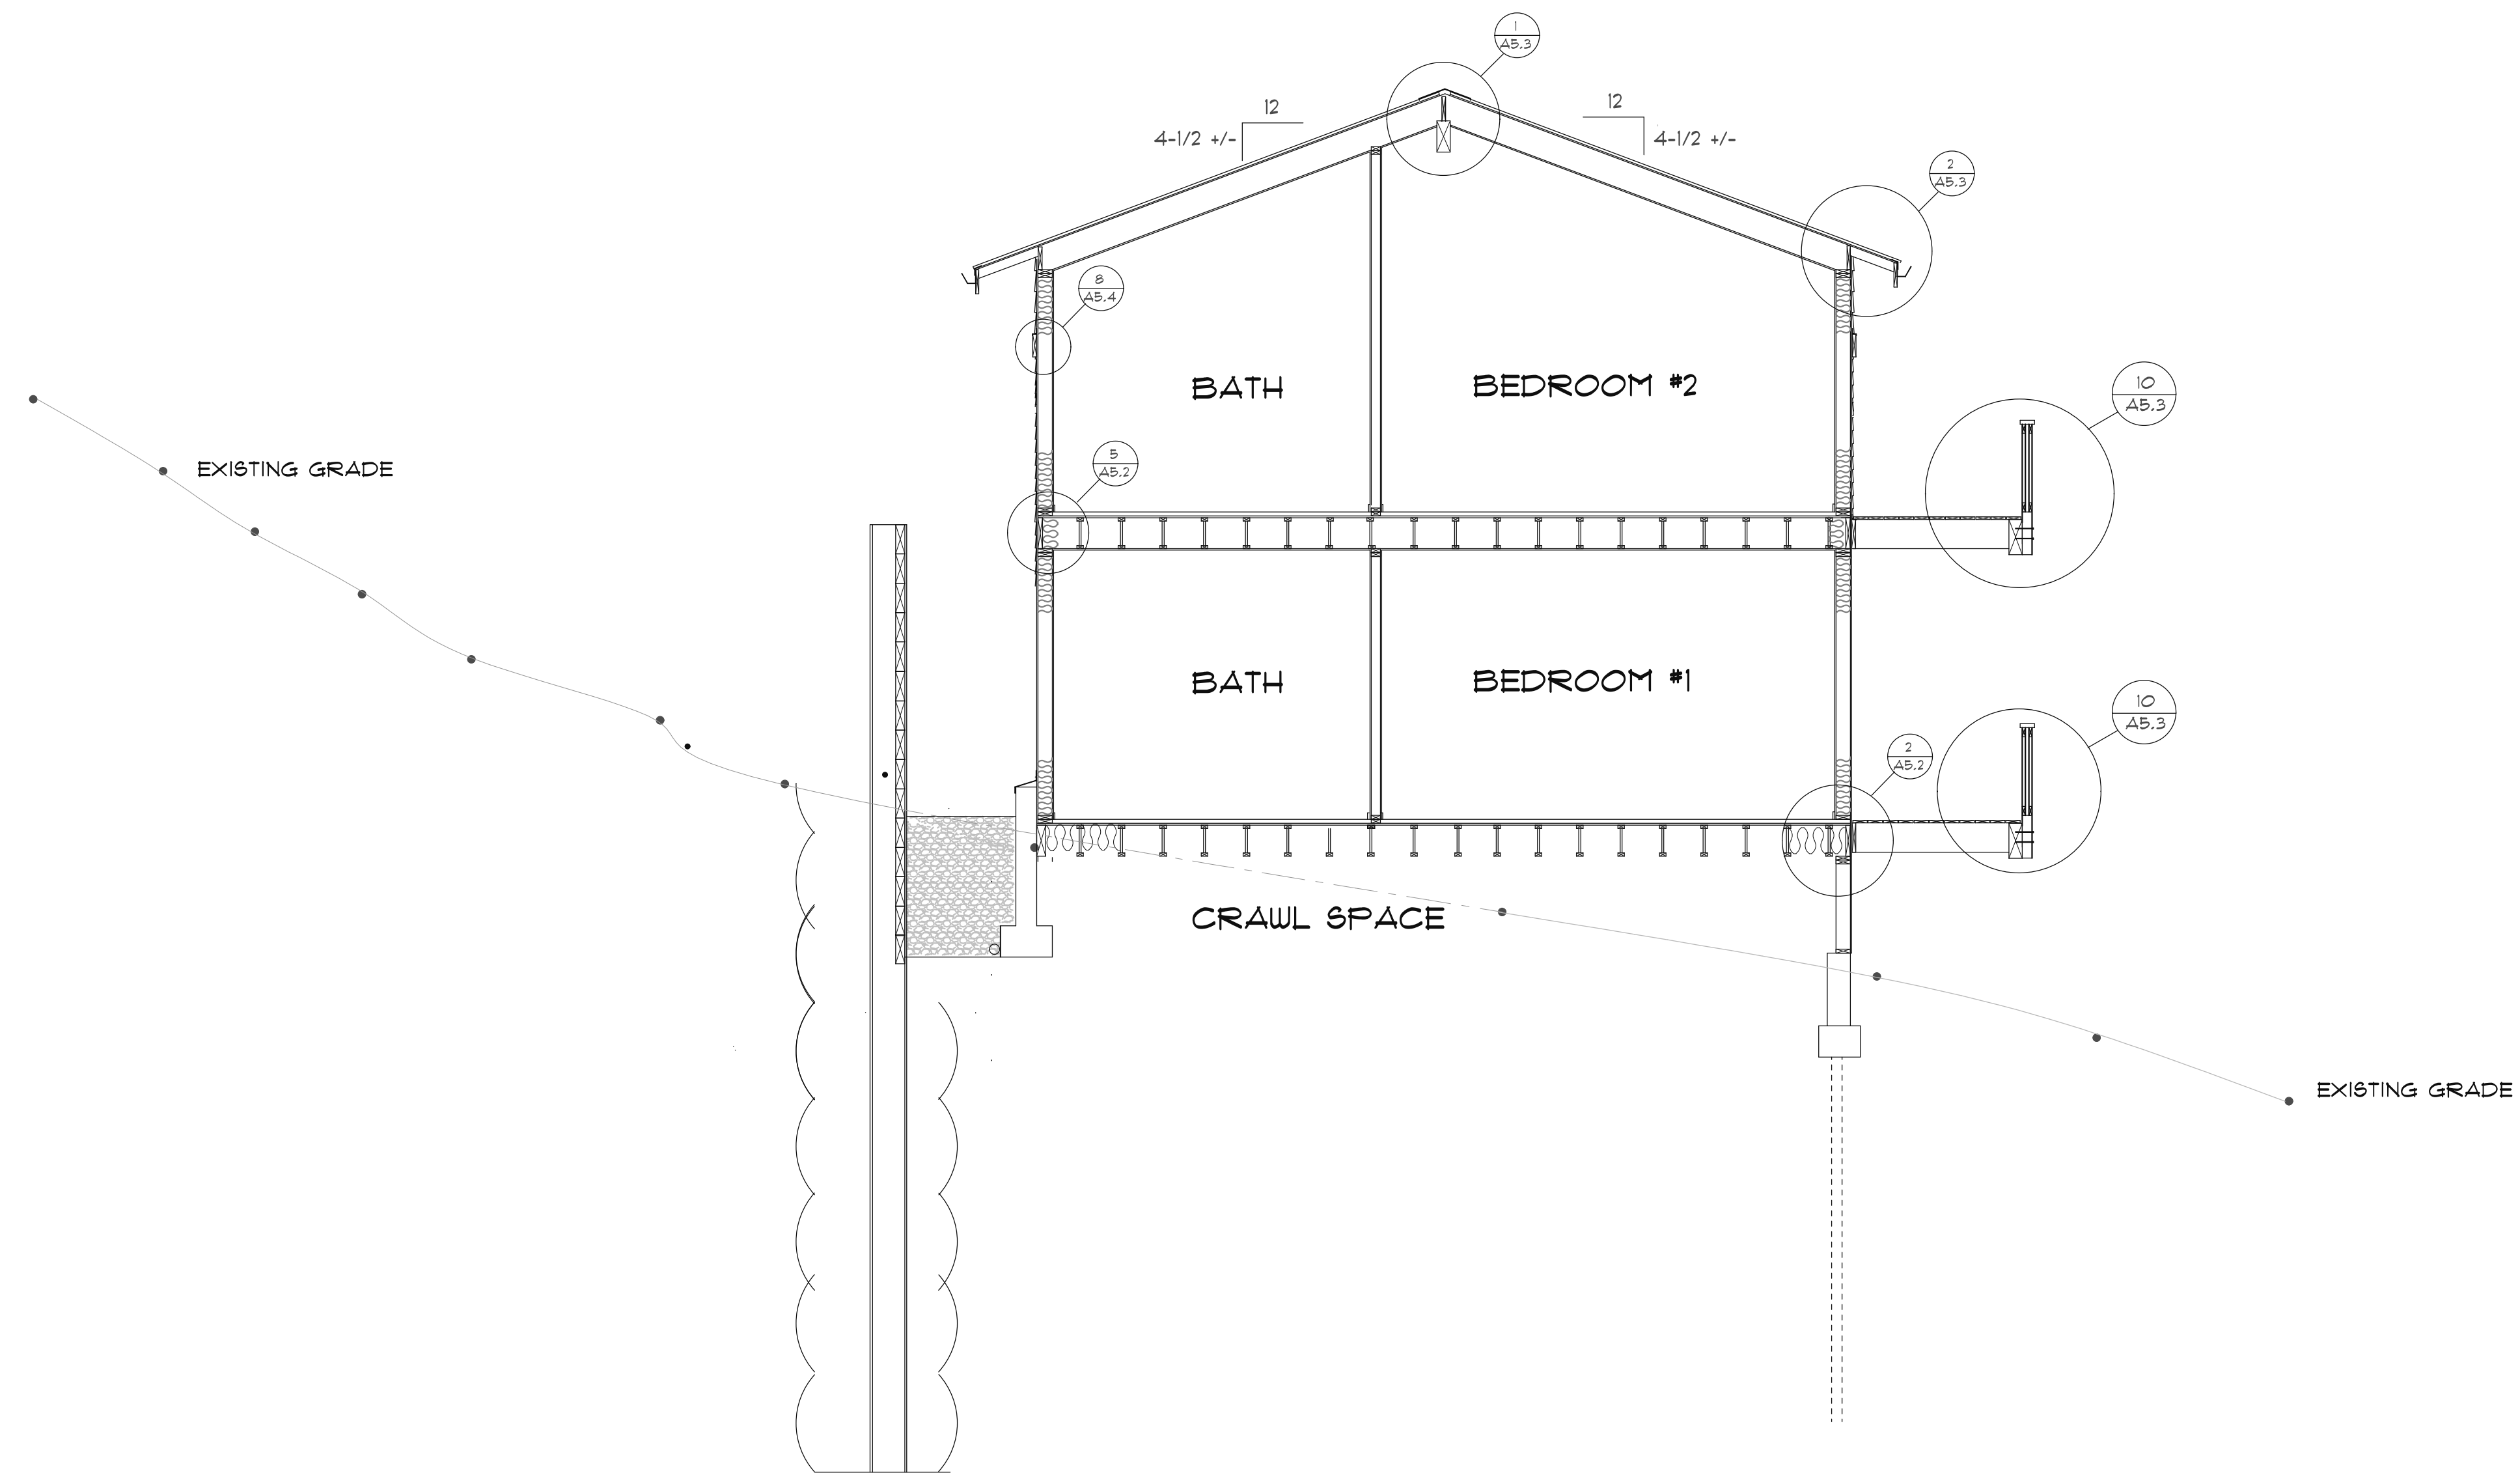 1
A5.3
12
4-1/2 +/-
12
4-1/2 +/-
2
A5.3
8
A5.4
BATH
BEDROOM #2
10
A5.3
EXISTING GRADE
5
A5.2
BATH
BEDROOM #1
10
A5.3
2
A5.2
CRAWL SPACE
EXISTING GRADE